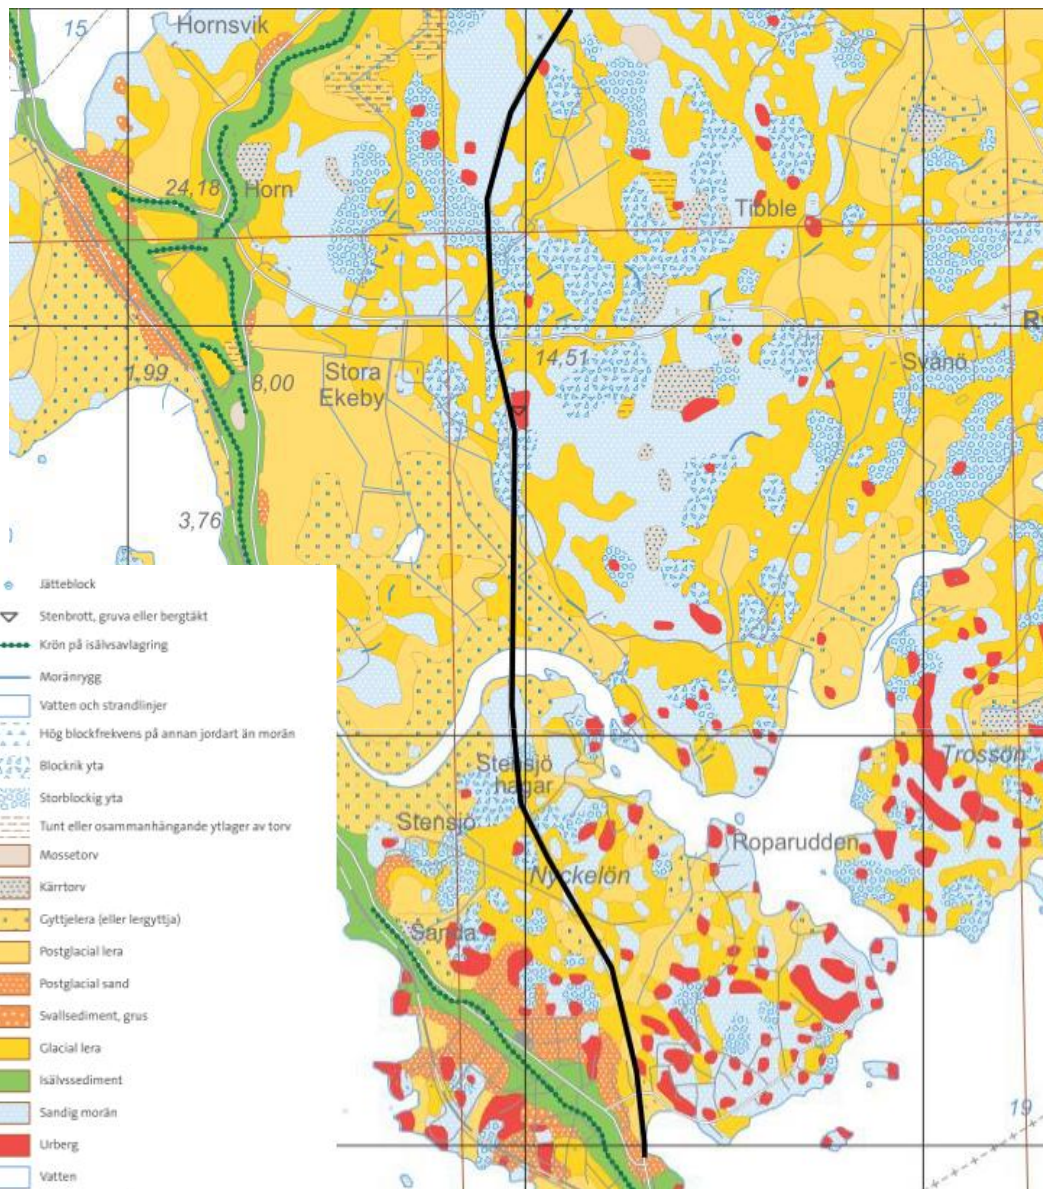 15
Hornsvik
24,18
Horn
Tibble
14,51
Svanö
1,99
8,00
Stora
Ekeby
3,76
Jätteblock
Stenbrott, gruva eller bergtäkt
Krön på isälvsavlagring
Moränrygg
Vatten och strandlinjer
Hög blockfrekvens på annan jordart än morän
Blockrik yta
Storblockig yta
Tunt eller osammanhängande ytlager av torv
Mossetorv
Kärrtorv
Gyttjelera (eller lergyttja)
Postglacial lera
Postglacial sand
Svallsediment, grus
Glacial lera
Isälvssediment
Sandig morän
Urberg
Vatten
Trosson
Stensjö
hagar
Stensjö
Roparudden
Nyckelön
Sanda
19